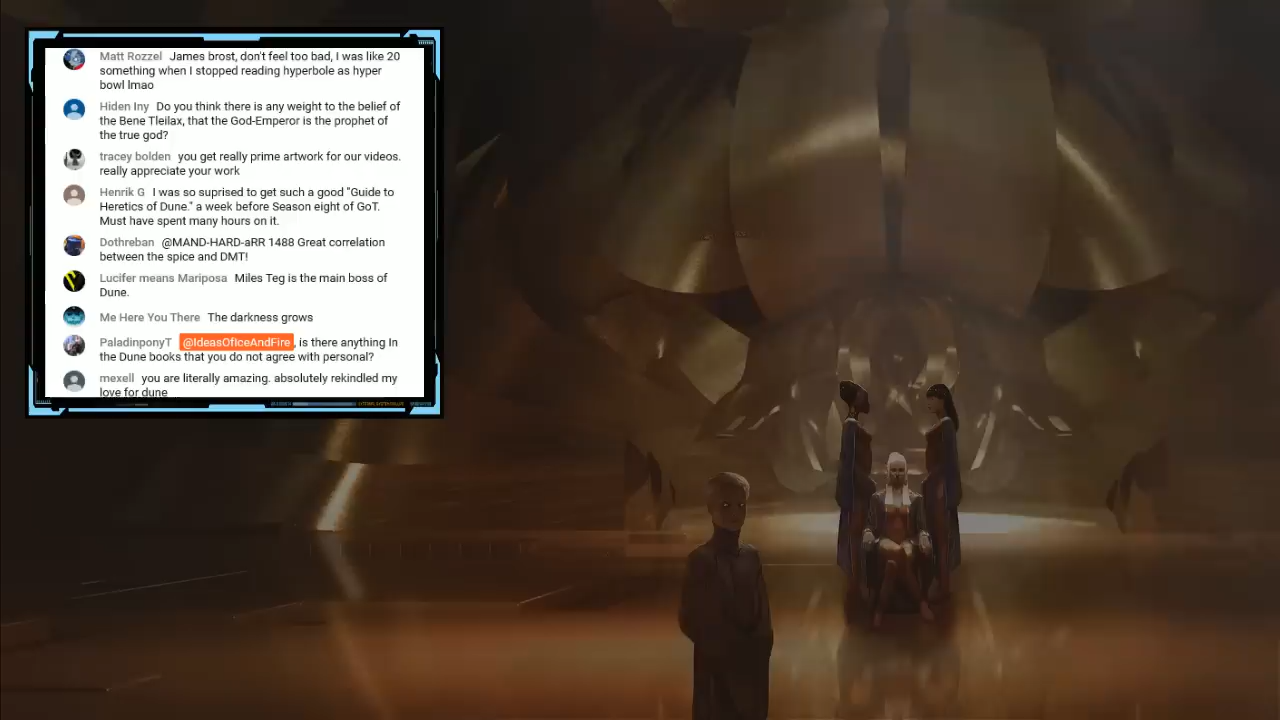 Matt Rozzel James brost, don't feel too bad, I was like 20
something when I stopped reading hyperbole as hyper
bowl lmao
Hiden Iny Do you think there is any weight to the belief of
the Bene Tleilax, that the God-Emperor is the prophet of
the true god?
tracey bolden you get really prime artwork for our videos.
really appreciate your work
Henrik G I was so suprised to get such a good "Guide to
Heretics of Dune." a week before Season eight of GoT.
Must have spent many hours on it.
Dothreban @MAND-HARD-aRR 1488 Great correlation
between the spice and DMT!
Lucifer means Mariposa Miles Teg is the main boss of
Dune.
Me Here You There The darkness grows
PaladinponyT @IdeasOfIceAndFire, is there anything In
the Dune books that you do not agree with personal?
mexell you are literally amazing. absolutely rekindled my
love for dune